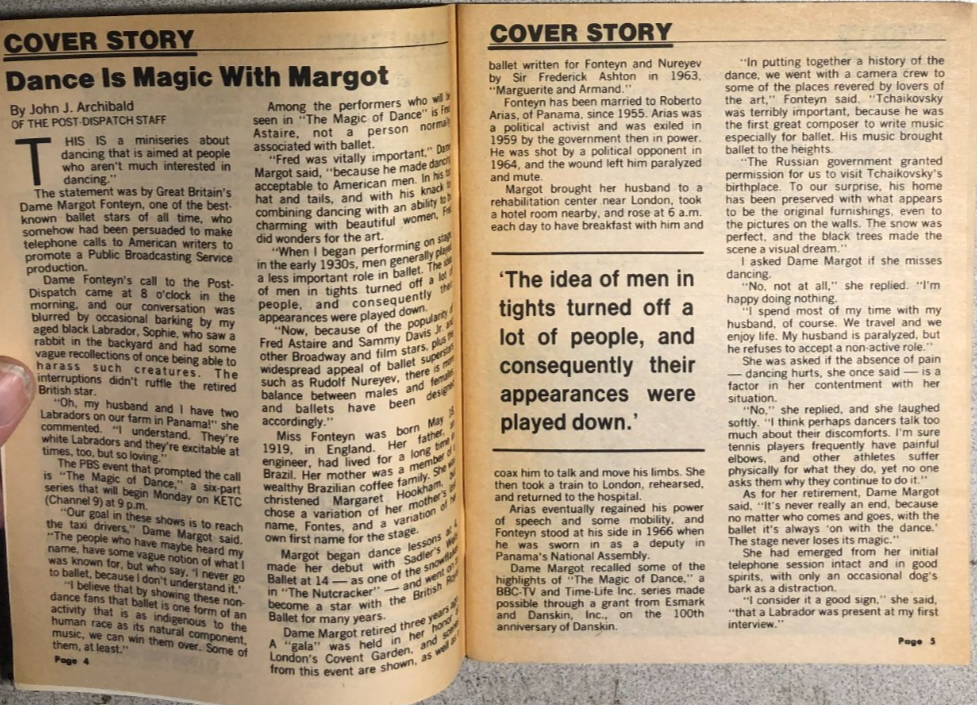 COVER STORY
Dance Is Magic With Margot
By John J. Archibald
OF THE POST-DISPATCH STAFF
THIS IS a miniseries about
dancing that is aimed at people
who aren't much interested in
dancing."
The statement was by Great Britain's
Dame Margot Fonteyn, one of the best-
known ballet stars of all time, who
somehow had been persuaded to make
telephone calls to American writers to
promote a Public Broadcasting Service
production.
Dame Fonteyn's call to the Post-
Dispatch came at 8 o'clock in the
morning, and our conversation was
blurred by occasional barking by my
aged black Labrador, Sophie, who saw a
rabbit in the backyard and had some
vague recollections of once being able to
harass such creatures. The
interruptions didn't ruffle the retired
British star.
"Oh, my husband and I have two
Labradors on our farm in Panama!" she
commented. "I understand. They're
white Labradors and they're excitable at
times, too, but so loving."
The PBS event that prompted the call
is "The Magic of Dance," a six-part
series that will begin Monday on KETC
(Channel 9) at 9 p.m.
"Our goal in these shows is to reach
the taxi drivers," Dame Margot said.
"The people who have maybe heard my
name, have some vague notion of what I
was known for, but who say, 'I never go
to ballet, because I don't understand it.'
"I believe that by showing these non-
dance fans that ballet is one form of an
activity that is as indigenous to the
human race as its natural component,
music, we can win them over. Some of
them, at least."
Page 4
Among the performers who will
seen in "The Magic of Dance" is
Astaire, not a person
associated with ballet.
"Fred was vitally important,"
Margot said, "because he made
acceptable to American men. In his
hat and tails, and with his knack
combining dancing with an ability
charming with beautiful women,
did wonders for the art.
"When I began performing on
in the early 1930s, men generally
a less important role in ballet. The
of men in tights turned off a lot
people, and consequently
appearances were played down.
"Now, because of the popularity
Fred Astaire and Sammy Davis Jr.
other Broadway and film stars, plus
widespread appeal of ballet
such as Rudolf Nureyev, there is
balance between males and
and ballets have been
accordingly."
Miss Fonteyn was born May
1919, in England. Her father,
engineer, had lived for a long time
Brazil. Her mother was a member of
wealthy Brazilian coffee family. She
christened Margaret Hookham,
chose a variation of her mother's
name, Fontes, and a variation of
own first name for the stage.
Margot began dance lessons at
made her debut with Sadler's
Ballet at 14 — as one of the
in "The Nutcracker" — and went on
become a star with the British
Ballet for many years.
Dame Margot retired three years
A "gala" was held in her honor
London's Covent Garden, and
from this event are shown, as well
COVER STORY
ballet written for Fonteyn and Nureyev
by Sir Frederick Ashton in 1963,
"Marguerite and Armand."
Fonteyn has been married to Roberto
Arias, of Panama, since 1955. Arias was
a political activist and was exiled in
1959 by the government then in power.
He was shot by a political opponent in
1964, and the wound left him paralyzed
and mute.
Margot brought her husband to a
rehabilitation center near London, took
a hotel room nearby, and rose at 6 a.m.
each day to have breakfast with him and
'The idea of men in
tights turned off a
lot of people, and
consequently their
appearances were
played down.'
coax him to talk and move his limbs. She
then took a train to London, rehearsed,
and returned to the hospital.
Arias eventually regained his power
of speech and some mobility, and
Fonteyn stood at his side in 1966 when
he was sworn in as a deputy in
Panama's National Assembly.
Dame Margot recalled some of the
highlights of "The Magic of Dance," a
BBC-TV and Time-Life Inc. series made
possible through a grant from Esmark
and Danskin, Inc., on the 100th
anniversary of Danskin.
"In putting together a history of the
dance, we went with a camera crew to
some of the places revered by lovers of
the art," Fonteyn said. "Tchaikovsky
was terribly important, because he was
the first great composer to write music
especially for ballet. His music brought
ballet to the heights.
"The Russian government granted
permission for us to visit Tchaikovsky's
birthplace. To our surprise, his home
has been preserved with what appears
to be the original furnishings, even to
the pictures on the walls. The snow was
perfect, and the black trees made the
scene a visual dream."
I asked Dame Margot if she misses
dancing.
"No, not at all," she replied. "I'm
happy doing nothing.
"I spend most of my time with my
husband, of course. We travel and we
enjoy life. My husband is paralyzed, but
he refuses to accept a non-active role."
She was asked if the absence of pain
— dancing hurts, she once said — is a
factor in her contentment with her
situation.
"No," she replied, and she laughed
softly. "I think perhaps dancers talk too
much about their discomforts. I'm sure
tennis players frequently have painful
elbows, and other athletes suffer
physically for what they do, yet no one
asks them why they continue to do it."
As for her retirement, Dame Margot
said, "It's never really an end, because
no matter who comes and goes, with the
ballet it's always 'on with the dance.'
The stage never loses its magic."
She had emerged from her initial
telephone session intact and in good
spirits, with only an occasional dog's
bark as a distraction.
"I consider it a good sign," she said,
"that a Labrador was present at my first
interview."
Page 5